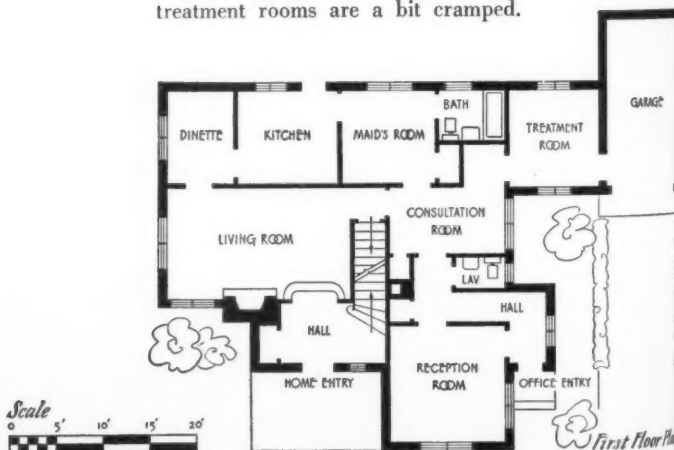 treatment rooms are a bit cramped.
BATH
GARAGE
DINETTE
KITCHEN
MAID'S ROOM
TREATMENT
ROOM
CONSULTATION
ROOM
LIVING ROOM
LAV
HALL
HALL
RECEPTION
ROOM
HOME ENTRY
OFFICE ENTRY
Scale
0 5' 10' 15' 20'
First Floor